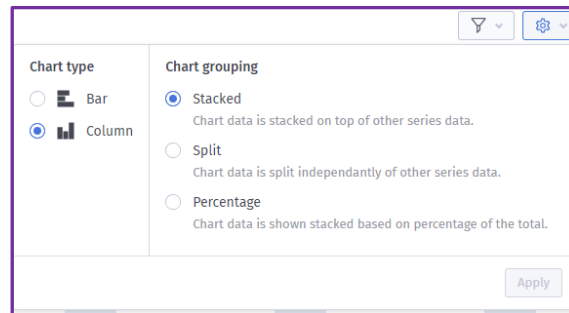 Chart type
Bar
Column
Chart grouping
Stacked
Chart data is stacked on top of other series data.
Split
Chart data is split independantly of other series data.
Percentage
Chart data is shown stacked based on percentage of the total.
Apply